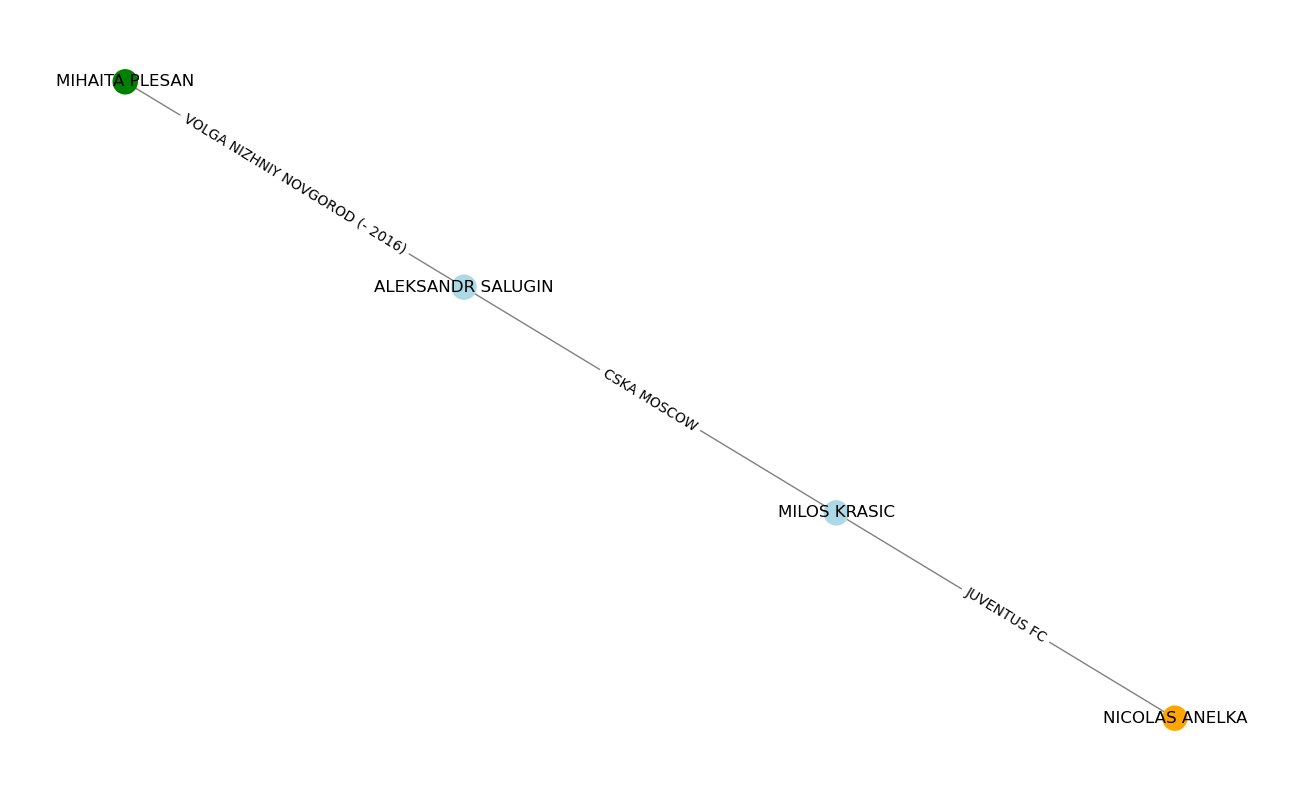 MIHAITA PLESAN
VOLGA NIZHNIY NOVGOROD (- 2016)
ALEKSANDR SALUGIN
CSKA MOSCOW
MILOS KRASIC
JUVENTUS FC
NICOLAS ANELKA